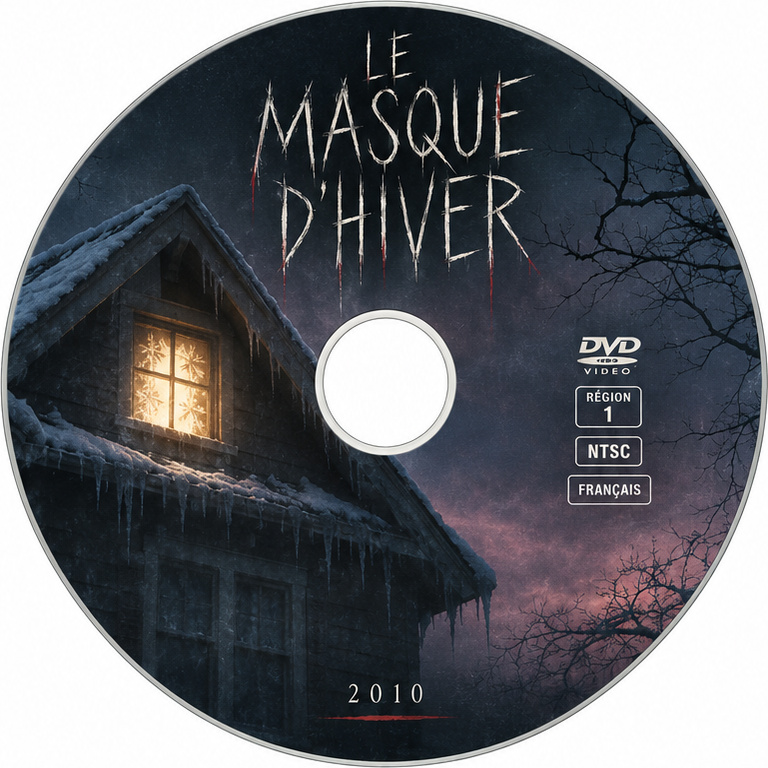 LE
MASQUE
D'HIVER
DVD
VIDEO
RÉGION
1
NTSC
FRANÇAIS
2010